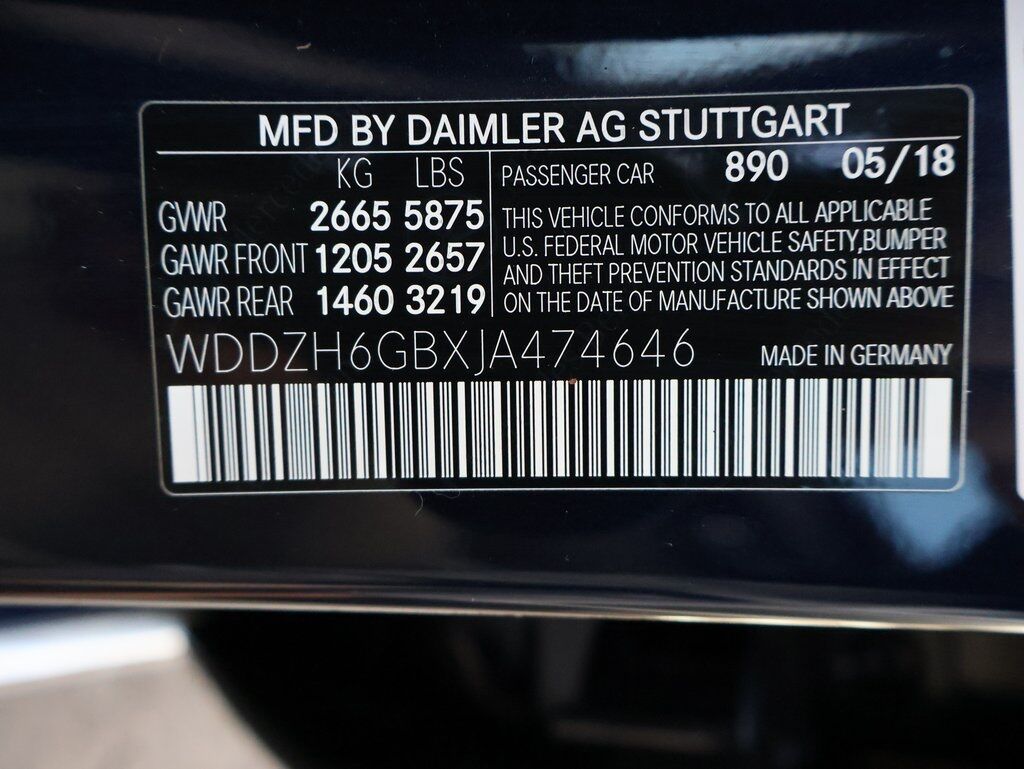 MFD BY DAIMLER AG STUTTGART
KG LBS
GVWR 2665 5875
GAWR FRONT 1205 2657
GAWR REAR 1460 3219
PASSENGER CAR 890 05/18
THIS VEHICLE CONFORMS TO ALL APPLICABLE
U.S. FEDERAL MOTOR VEHICLE SAFETY,BUMPER
AND THEFT PREVENTION STANDARDS IN EFFECT
ON THE DATE OF MANUFACTURE SHOWN ABOVE
WDDZH6GBXJA474646 MADE IN GERMANY